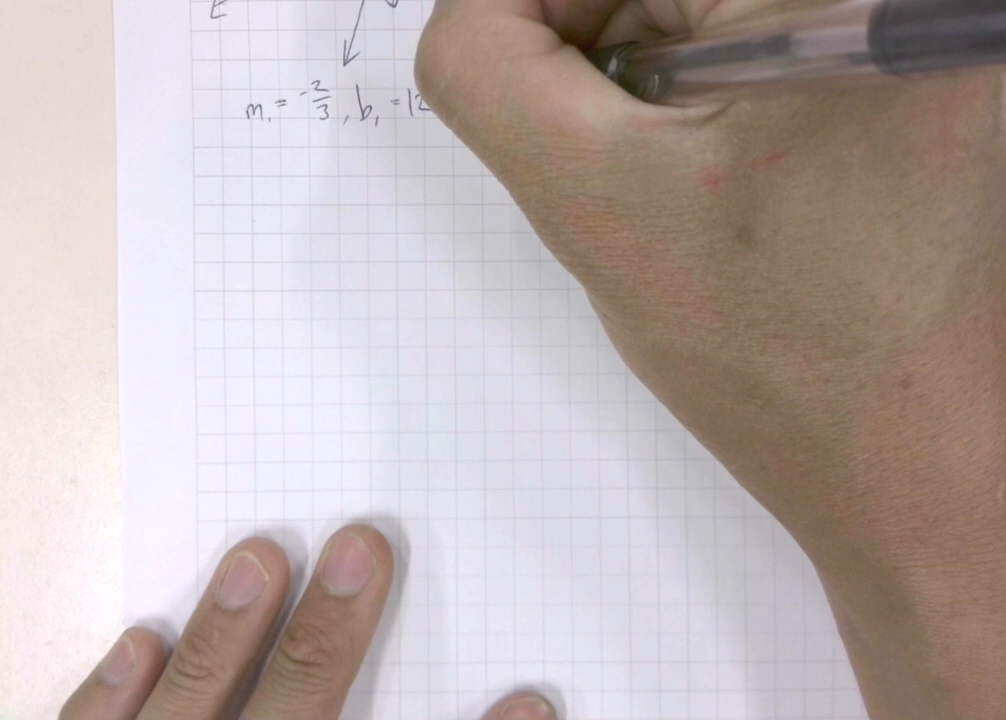 m₁ = -2/3, b₁ = 12